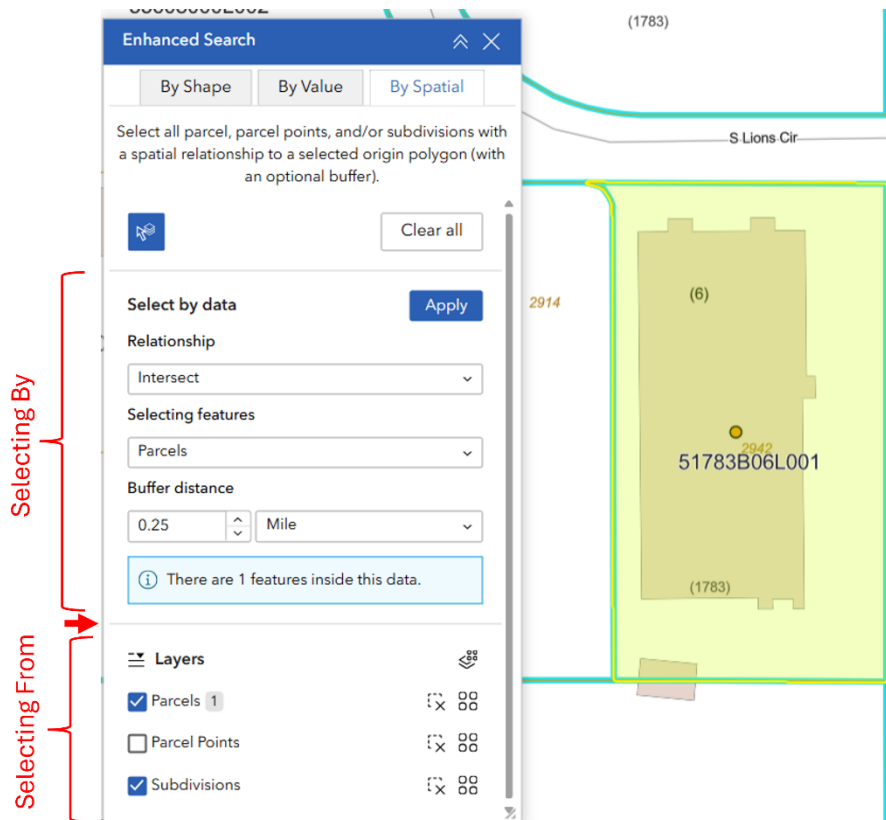 (1783)
Enhanced Search
By Shape
By Value
By Spatial
Select all parcel, parcel points, and/or subdivisions with
a spatial relationship to a selected origin polygon (with
an optional buffer).
S Lions Cir
Clear all
Selecting By
Select by data
Apply
2914
(6)
Relationship
Intersect
Selecting features
Parcels
2942
51783B06L001
Buffer distance
0.25
Mile
There are 1 features inside this data.
(1783)
Selecting From
Layers
Parcels 1
Parcel Points
Subdivisions